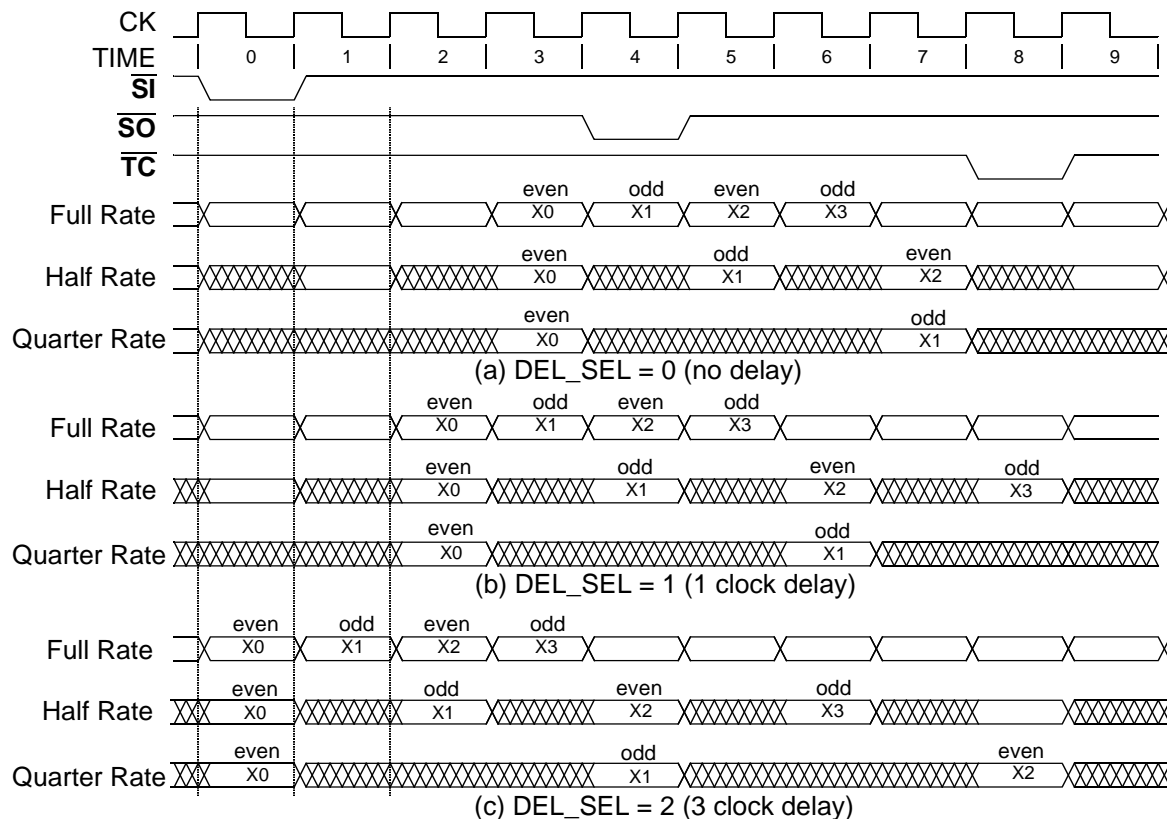 CK
TIME 0 1 2 3 4 5 6 7 8 9
SI
SO
TC
even odd even odd
Full Rate X0 X1 X2 X3
even odd even
Half Rate X0 X1 X2
even odd
Quarter Rate X0 X1
(a) DEL_SEL = 0 (no delay)
even odd even odd
Full Rate X0 X1 X2 X3
even odd even odd
Half Rate X0 X1 X2 X3
even odd
Quarter Rate X0 X1
(b) DEL_SEL = 1 (1 clock delay)
even odd even odd
Full Rate X0 X1 X2 X3
even odd even odd
Half Rate X0 X1 X2 X3
even odd even
Quarter Rate X0 X1 X2
(c) DEL_SEL = 2 (3 clock delay)